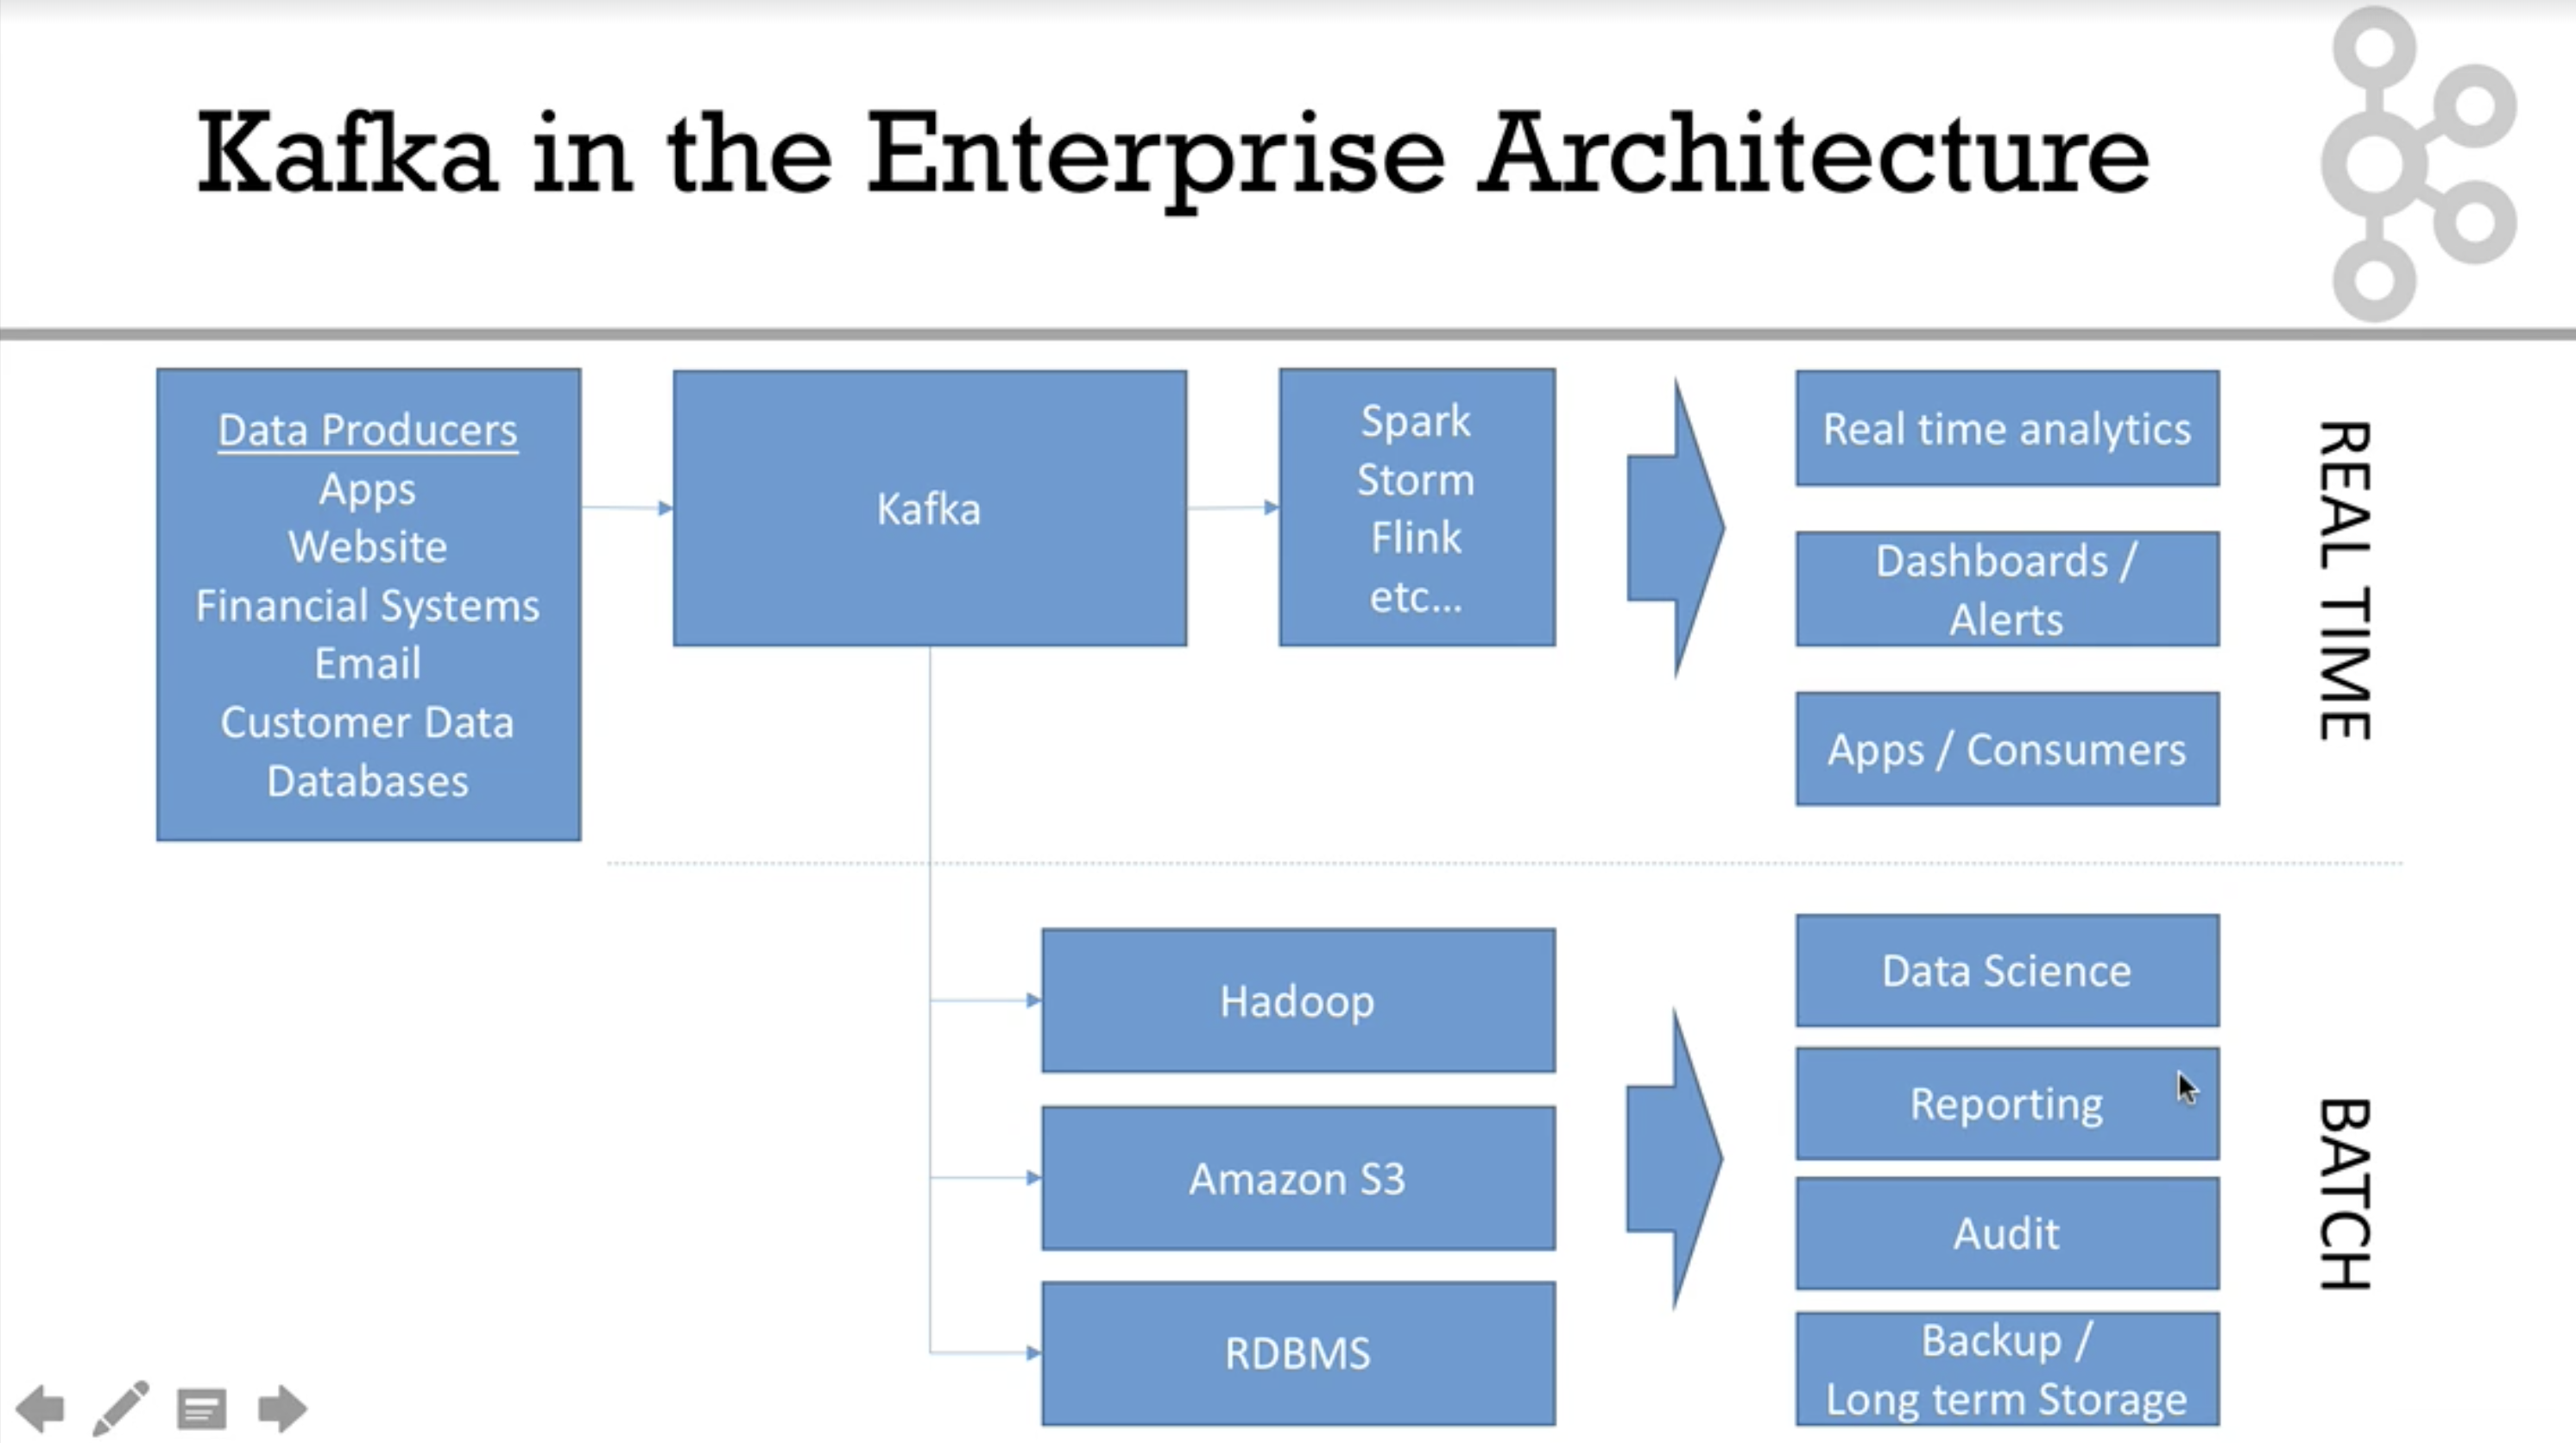 Kafka in the Enterprise Architecture
Data Producers
Apps
Website
Financial Systems
Email
Customer Data
Databases
Kafka
Spark
Storm
Flink
etc...
Real time analytics
Dashboards /
Alerts
Apps / Consumers
REAL TIME
Hadoop
Amazon S3
RDBMS
Data Science
Reporting
Audit
Backup /
Long term Storage
BATCH